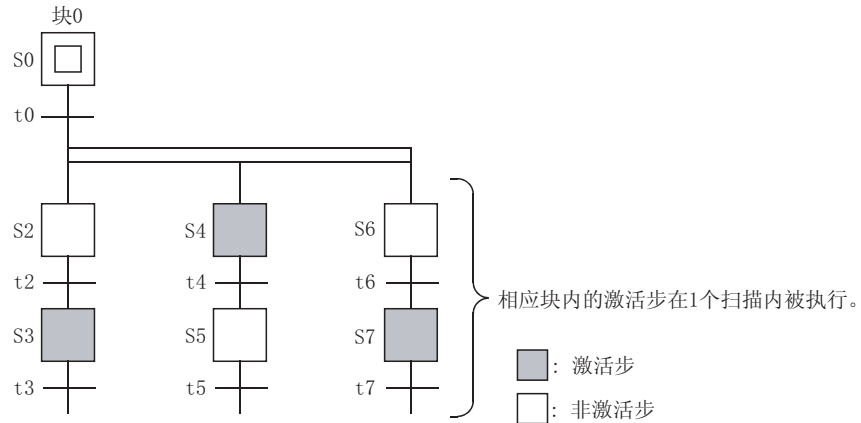 块0
S0
t0
S2
S4
S6
t2
t4
t6
相应块内的激活步在1个扫描内被执行。
S3
S5
S7
: 激活步
t3
t5
t7
: 非激活步